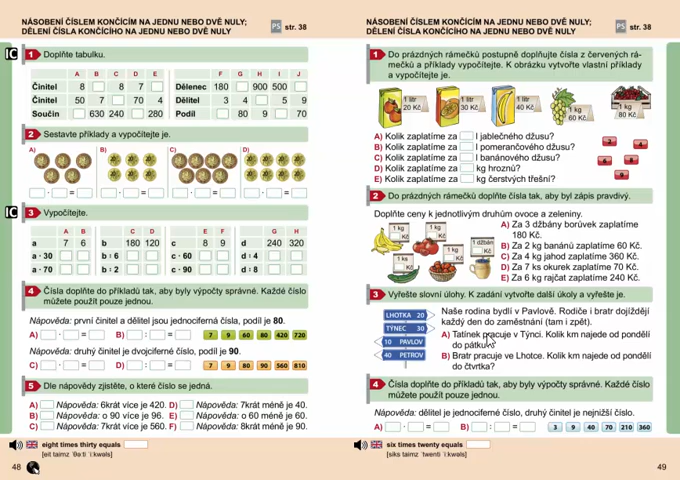 NÁSOBENÍ ČÍSLEM KONČÍCÍM NA JEDNU NEBO DVĚ NULY;
DĚLENÍ ČÍSLA KONČÍCÍHO NA JEDNU NEBO DVĚ NULY
PS str. 38
1 Doplňte tabulku.
A B C D E
Činitel 8 8 7
Činitel 50 7 70 4
Součin 630 240 280
F G H I J
Dělenec 180 900 500
Dělitel 3 4 5 9
Podíl 80 9 70
2 Sestavte příklady a vypočítejte je.
A) B) C) D)
· = · = · = · =
3 Vypočítejte.
A B
a 7 6
a · 30
a · 70
C D
b 180 120
b : 6
b : 2
E F
c 8 9
c · 60
c · 90
G H
d 240 320
d : 4
d : 8
4 Čísla doplňte do příkladů tak, aby byly výpočty správné. Každé číslo
můžete použít pouze jednou.
Nápověda: první činitel a dělitel jsou jednociferná čísla, podíl je 80.
A) · = B) : = 7 9 60 80 420 720
Nápověda: druhý činitel je dvojciferné číslo, podíl je 90.
C) · = D) : = 7 9 80 90 560 810
5 Dle nápovědy zjistěte, o které číslo se jedná.
A) Nápověda: 6krát více je 420. D) Nápověda: 7krát méně je 40.
B) Nápověda: o 90 více je 96. E) Nápověda: o 60 méně je 60.
C) Nápověda: 7krát více je 560. F) Nápověda: 8krát méně je 90.
eight times thirty equals
48
NÁSOBENÍ ČÍSLEM KONČÍCÍM NA JEDNU NEBO DVĚ NULY;
DĚLENÍ ČÍSLA KONČÍCÍHO NA JEDNU NEBO DVĚ NULY
PS str. 38
1 Do prázdných rámečků postupně doplňujte čísla z červených rá-
mečků a příklady vypočítejte. K obrázku vytvořte vlastní příklady
a vypočítejte je.
1 litr 20 Kč
1 litr 30 Kč
1 litr 40 Kč
1 kg 60 Kč
1 kg 80 Kč
A) Kolik zaplatíme za l jablečného džusu?
B) Kolik zaplatíme za l pomerančového džusu?
C) Kolik zaplatíme za l banánového džusu?
D) Kolik zaplatíme za kg hroznů?
E) Kolik zaplatíme za kg čerstvých třešní?
2 Do prázdných rámečků doplňte čísla tak, aby byl zápis pravdivý.
Doplňte ceny k jednotlivým druhům ovoce a zeleniny.
1 kg Kč
1 kg Kč
1 kg Kč
1 džbán Kč
1 ks Kč
A) Za 3 džbány borůvek zaplatíme
180 Kč.
B) Za 2 kg banánů zaplatíme 60 Kč.
C) Za 4 kg jahod zaplatíme 360 Kč.
D) Za 7 ks okurek zaplatíme 70 Kč.
E) Za 6 kg rajčat zaplatíme 240 Kč.
3 Vyřešte slovní úlohy. K zadání vytvořte další úkoly a vyřešte je.
LHOTKA 20
TÝNEC 30
10 PAVLOV
40 PETROV
Naše rodina bydlí v Pavlově. Rodiče i bratr dojíždějí
každý den do zaměstnání (tam i zpět).
A) Tatínek pracuje v Týnci. Kolik km najede od pondělí
do pátku?
B) Bratr pracuje ve Lhotce. Kolik km najede od pondělí
do čtvrtka?
4 Čísla doplňte do příkladů tak, aby byly výpočty správné. Každé číslo
můžete použít pouze jednou.
Nápověda: dělitel je jednociferné číslo, druhý činitel je nejnižší číslo.
A) · = B) : = 3 9 40 70 210 360
six times twenty equals
49